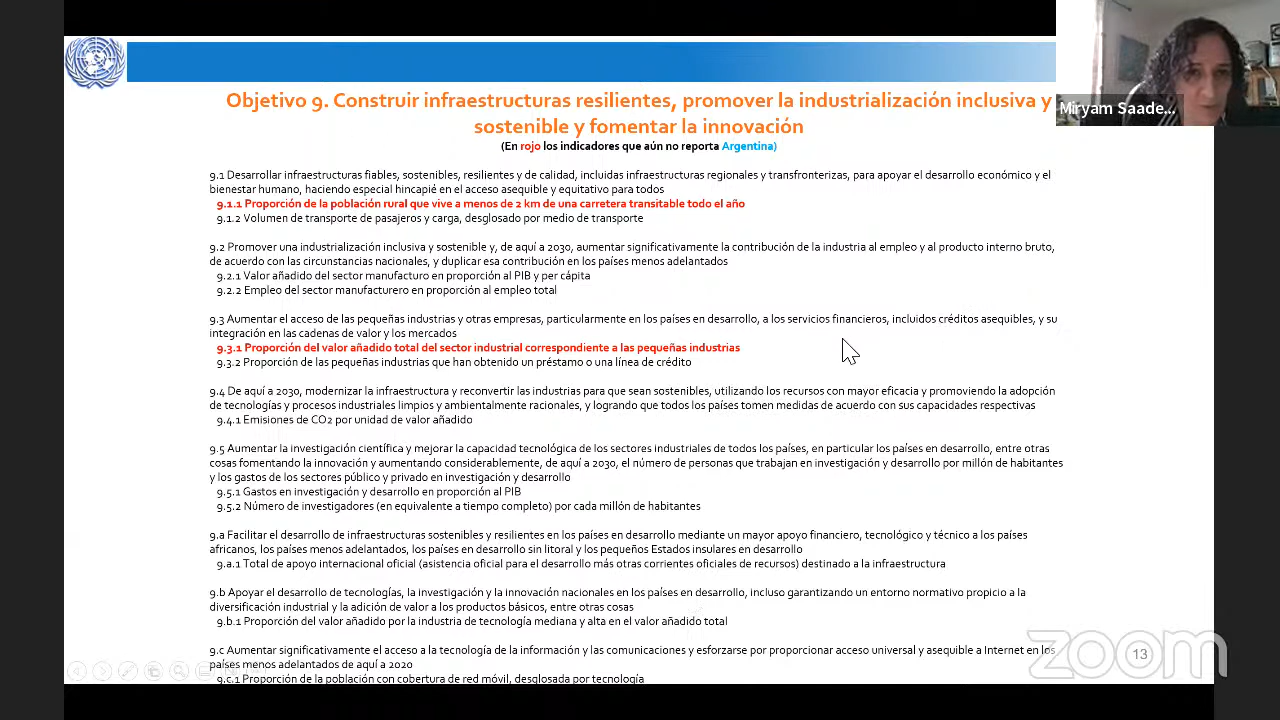 Objetivo 9. Construir infraestructuras resilientes, promover la industrialización inclusiva y
sostenible y fomentar la innovación
(En rojo los indicadores que aún no reporta Argentina)
Miryam Saade...
9.1 Desarrollar infraestructuras fiables, sostenibles, resilientes y de calidad, incluidas infraestructuras regionales y transfronterizas, para apoyar el desarrollo económico y el
bienestar humano, haciendo especial hincapié en el acceso asequible y equitativo para todos
9.1.1 Proporción de la población rural que vive a menos de 2 km de una carretera transitable todo el año
9.1.2 Volumen de transporte de pasajeros y carga, desglosado por medio de transporte
9.2 Promover una industrialización inclusiva y sostenible y, de aquí a 2030, aumentar significativamente la contribución de la industria al empleo y al producto interno bruto,
de acuerdo con las circunstancias nacionales, y duplicar esa contribución en los países menos adelantados
9.2.1 Valor añadido del sector manufacturo en proporción al PIB y per cápita
9.2.2 Empleo del sector manufacturero en proporción al empleo total
9.3 Aumentar el acceso de las pequeñas industrias y otras empresas, particularmente en los países en desarrollo, a los servicios financieros, incluidos créditos asequibles, y su
integración en las cadenas de valor y los mercados
9.3.1 Proporción del valor añadido total del sector industrial correspondiente a las pequeñas industrias
9.3.2 Proporción de las pequeñas industrias que han obtenido un préstamo o una línea de crédito
9.4 De aquí a 2030, modernizar la infraestructura y reconvertir las industrias para que sean sostenibles, utilizando los recursos con mayor eficacia y promoviendo la adopción
de tecnologías y procesos industriales limpios y ambientalmente racionales, y logrando que todos los países tomen medidas de acuerdo con sus capacidades respectivas
9.4.1 Emisiones de CO2 por unidad de valor añadido
9.5 Aumentar la investigación científica y mejorar la capacidad tecnológica de los sectores industriales de todos los países, en particular los países en desarrollo, entre otras
cosas fomentando la innovación y aumentando considerablemente, de aquí a 2030, el número de personas que trabajan en investigación y desarrollo por millón de habitantes
y los gastos de los sectores público y privado en investigación y desarrollo
9.5.1 Gastos en investigación y desarrollo en proporción al PIB
9.5.2 Número de investigadores (en equivalente a tiempo completo) por cada millón de habitantes
9.a Facilitar el desarrollo de infraestructuras sostenibles y resilientes en los países en desarrollo mediante un mayor apoyo financiero, tecnológico y técnico a los países
africanos, los países menos adelantados, los países en desarrollo sin litoral y los pequeños Estados insulares en desarrollo
9.a.1 Total de apoyo internacional oficial (asistencia oficial para el desarrollo más otras corrientes oficiales de recursos) destinado a la infraestructura
9.b Apoyar el desarrollo de tecnologías, la investigación y la innovación nacionales en los países en desarrollo, incluso garantizando un entorno normativo propicio a la
diversificación industrial y la adición de valor a los productos básicos, entre otras cosas
9.b.1 Proporción del valor añadido por la industria de tecnología mediana y alta en el valor añadido total
9.c Aumentar significativamente el acceso a la tecnología de la información y las comunicaciones y esforzarse por proporcionar acceso universal y asequible a Internet en los
países menos adelantados de aquí a 2020
9.c.1 Proporción de la población con cobertura de red móvil, desglosada por tecnología
zoom
13